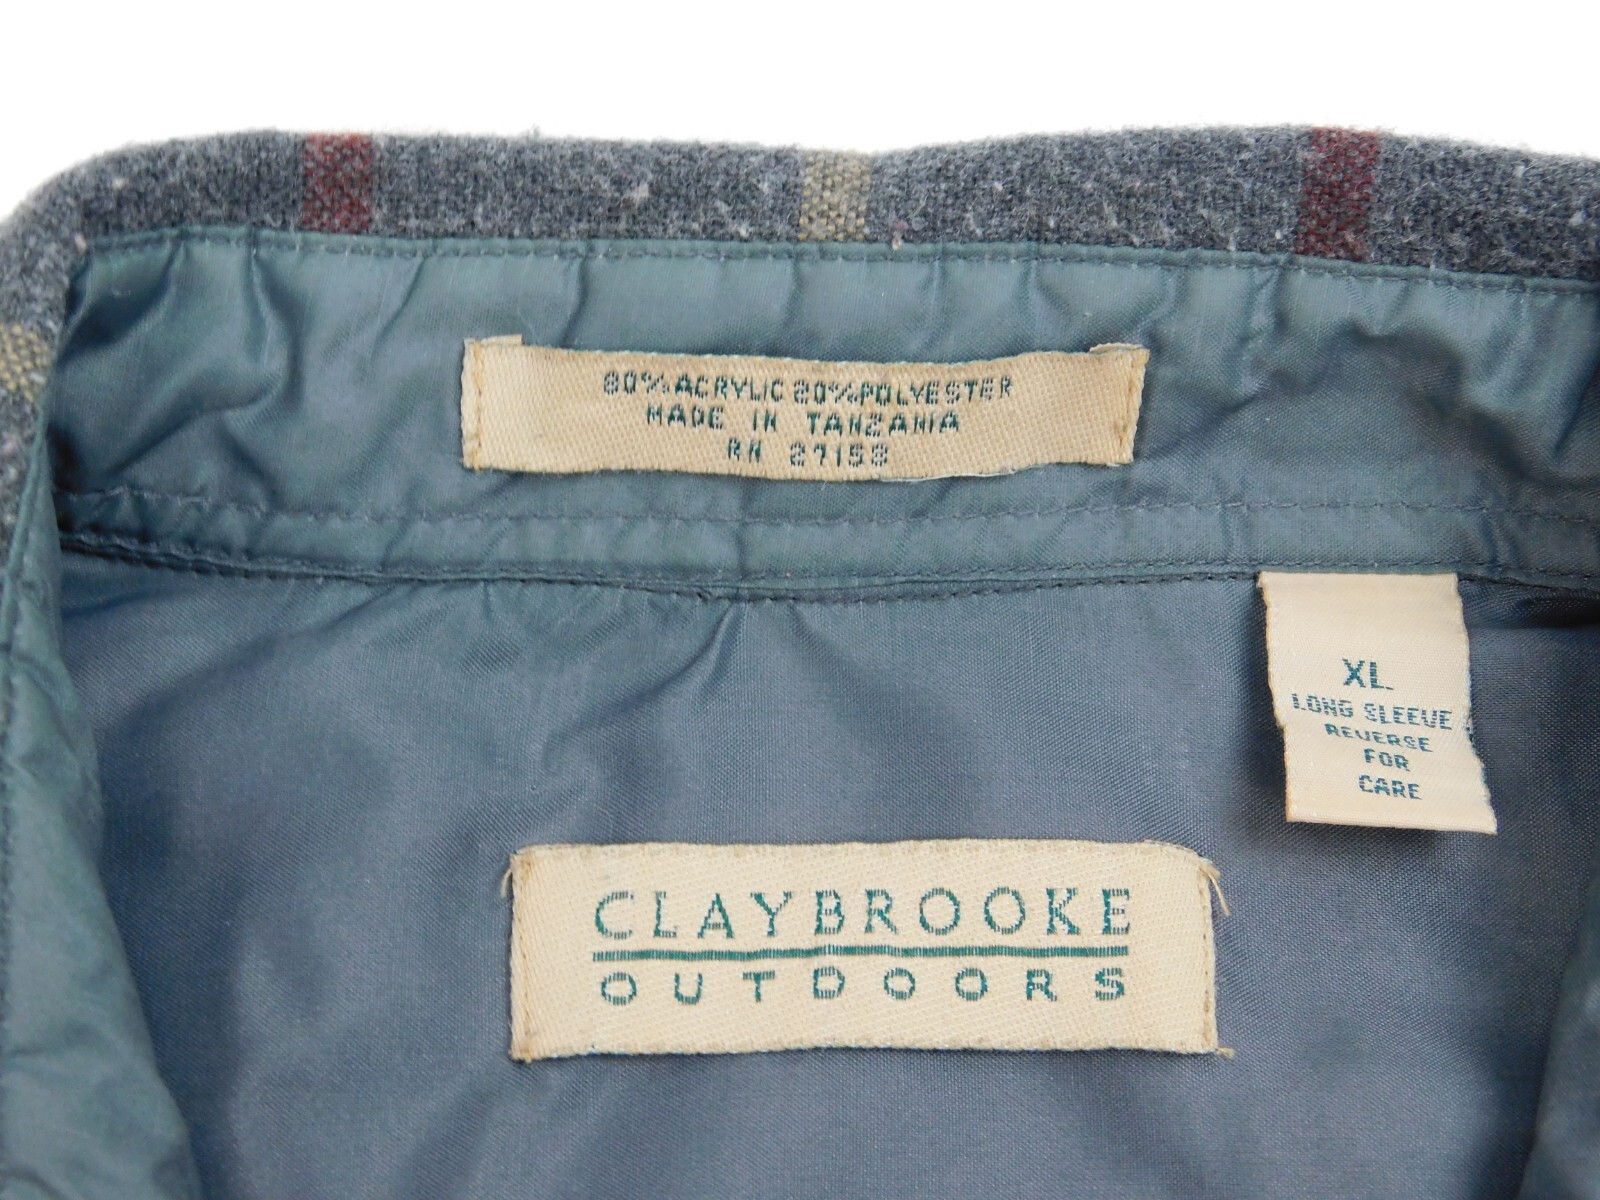 80% ACRYLIC 20% POLYESTER
MADE IN TANZANIA
RN 27158
XL
LONG SLEEVE
REVERSE
FOR
CARE
CLAYBROOKE
OUTDOORS